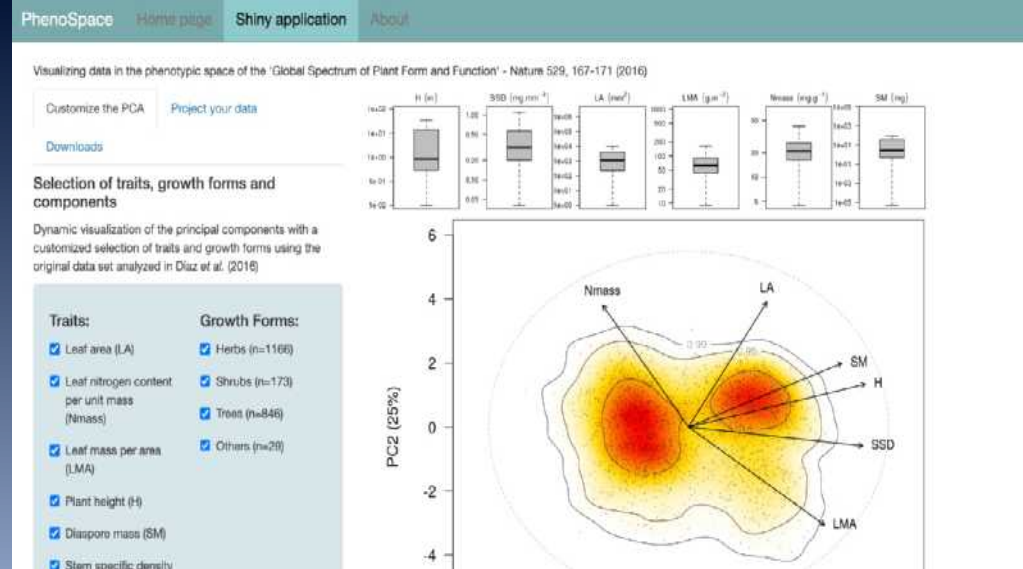 PhenoSpace Home page Shiny application About
Visualizing data in the phenotypic space of the 'Global Spectrum of Plant Form and Function' - Nature 529, 167-171 (2016)
Customize the PCA Project your data
Downloads
Selection of traits, growth forms and
components
Dynamic visualization of the principal components with a
customized selection of traits and growth forms using the
original data set analyzed in Diaz et al. (2016)
Traits:
Leaf area (LA)
Leaf nitrogen content
per unit mass
(Nmass)
Leaf mass per area
(LMA)
Plant height (H)
Diaspore mass (SM)
Stem specific density
Growth Forms:
Herbs (n=1166)
Shrubs (n=173)
Trees (n=846)
Others (n=29)
H (m) SSD (mg.mm⁻³) LA (mm²) LMA (g.m⁻²) Nmass (mg.g⁻¹) SM (mg)
6
4
2
0
-2
-4
PC2 (25%)
Nmass
LA
0.99
SM
H
SSD
LMA